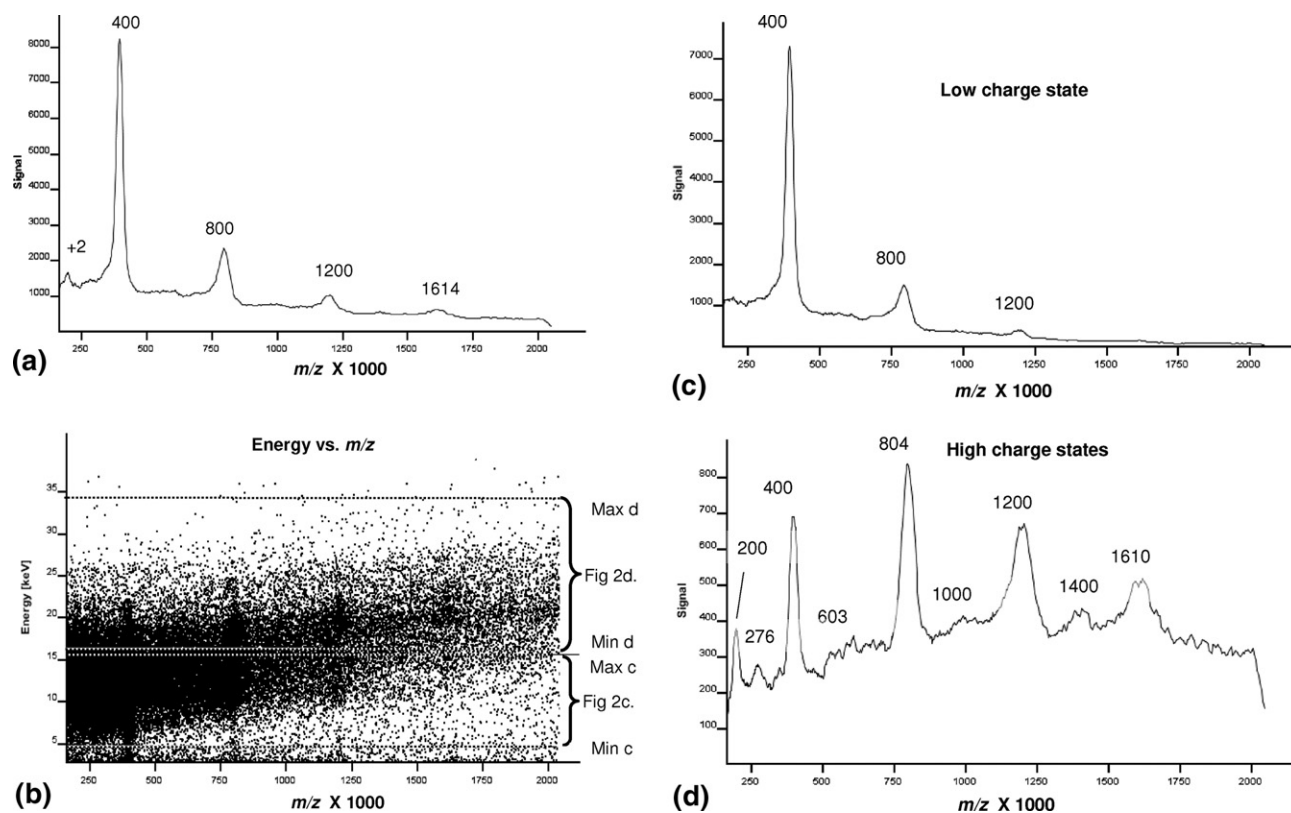 400
8000
7000
6000
5000
4000
3000
2000
1000
Signal
+2
800
1200
1614
250 500 750 1000 1250 1500 1750 2000
(a)
m/z X 1000
400
7000
6000
5000
4000
3000
2000
1000
Signal
Low charge state
800
1200
250 500 750 1000 1250 1500 1750 2000
(c)
m/z X 1000
Energy vs. m/z
35
30
25
20
15
10
5
Energy [keV]
Max d
Fig 2d.
Min d
Max c
Fig 2c.
Min c
250 500 750 1000 1250 1500 1750 2000
(b)
m/z X 1000
High charge states
800
700
600
500
400
300
200
100
Signal
200
276
400
603
804
1000
1200
1400
1610
250 500 750 1000 1250 1500 1750 2000
(d)
m/z X 1000